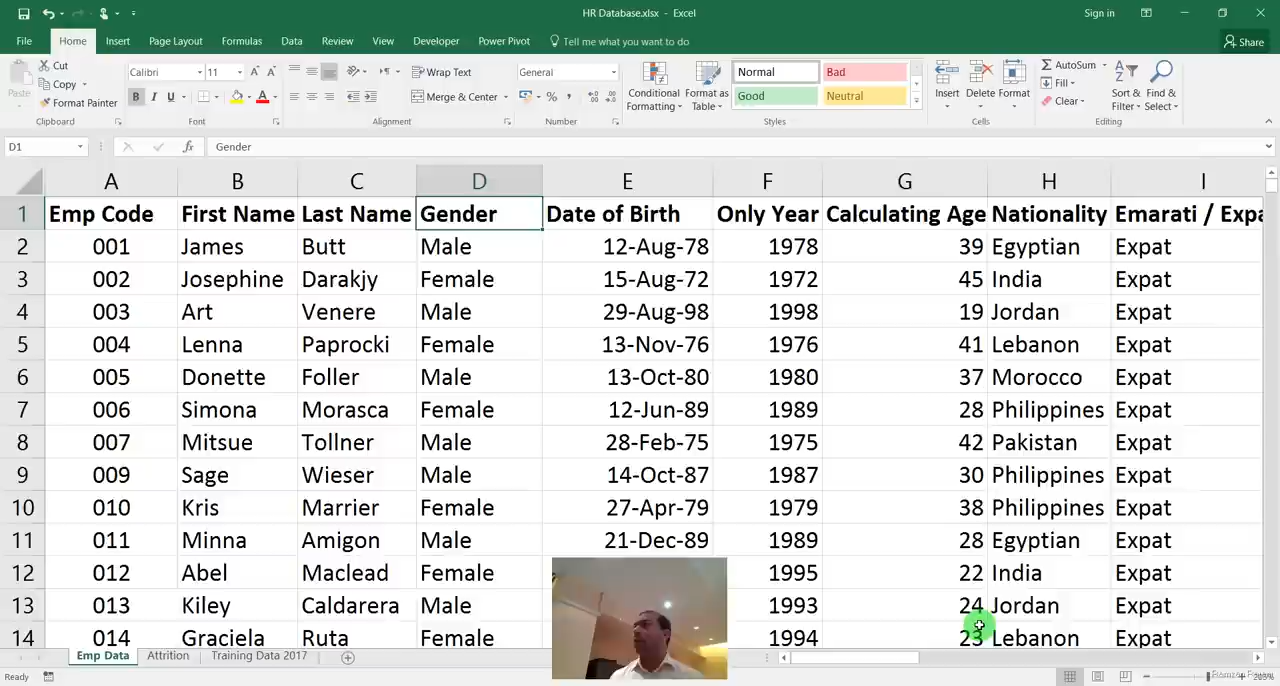 HR Database.xlsx - Excel
Sign in
File Home Insert Page Layout Formulas Data Review View Developer Power Pivot Tell me what you want to do Share
Paste Cut Copy Format Painter
Calibri 11
B I U A
Wrap Text
Merge & Center
General
Conditional Formatting Format as Table
Normal Bad
Good Neutral
Insert Delete Format
AutoSum Fill Clear
Sort & Filter Find & Select
Clipboard Font Alignment Number Styles Cells Editing
D1 fx Gender
A B C D E F G H I
1 Emp Code First Name Last Name Gender Date of Birth Only Year Calculating Age Nationality Emarati / Expa
2 001 James Butt Male 12-Aug-78 1978 39 Egyptian Expat
3 002 Josephine Darakjy Female 15-Aug-72 1972 45 India Expat
4 003 Art Venere Male 29-Aug-98 1998 19 Jordan Expat
5 004 Lenna Paprocki Female 13-Nov-76 1976 41 Lebanon Expat
6 005 Donette Foller Male 13-Oct-80 1980 37 Morocco Expat
7 006 Simona Morasca Female 12-Jun-89 1989 28 Philippines Expat
8 007 Mitsue Tollner Male 28-Feb-75 1975 42 Pakistan Expat
9 009 Sage Wieser Male 14-Oct-87 1987 30 Philippines Expat
10 010 Kris Marrier Female 27-Apr-79 1979 38 Philippines Expat
11 011 Minna Amigon Male 21-Dec-89 1989 28 Egyptian Expat
12 012 Abel Maclead Female 1995 22 India Expat
13 013 Kiley Caldarera Male 1993 24 Jordan Expat
14 014 Graciela Ruta Female 1994 23 Lebanon Expat
Emp Data Attrition Training Data 2017
Ready